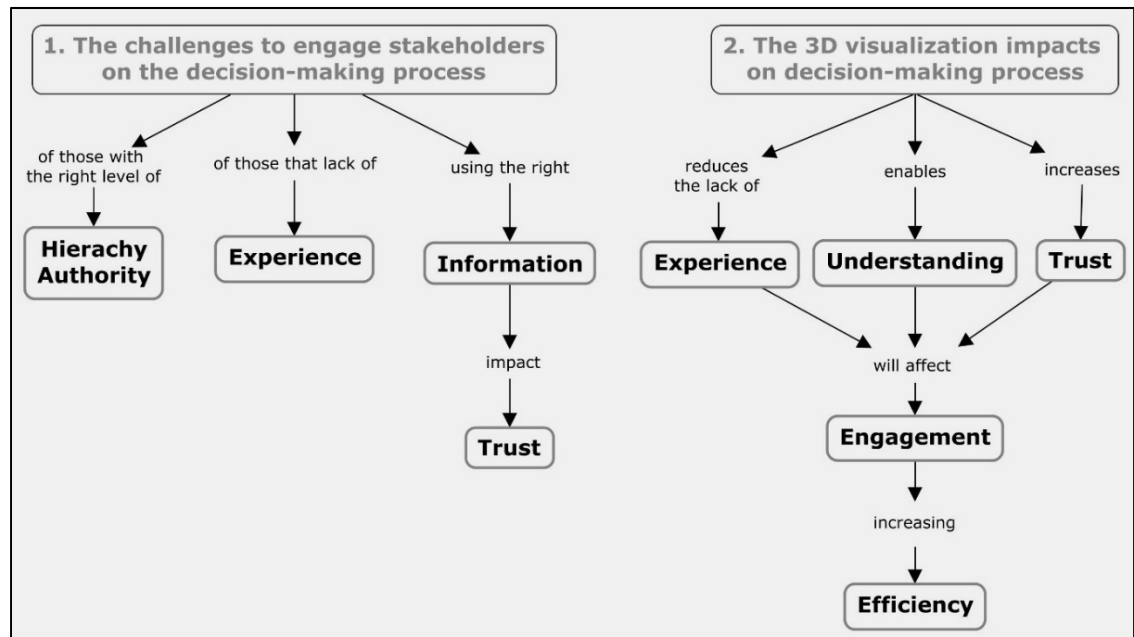 1. The challenges to engage stakeholders
on the decision-making process
of those with
the right level of
Hierachy
Authority
of those that lack of
Experience
using the right
Information
impact
Trust
2. The 3D visualization impacts
on decision-making process
reduces
the lack of
Experience
enables
Understanding
increases
Trust
will affect
Engagement
increasing
Efficiency